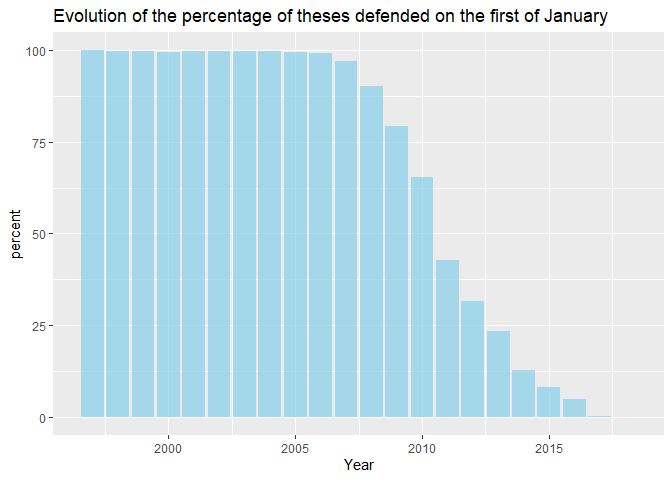 Evolution of the percentage of theses defended on the first of January
100
75
50
25
0
percent
2000 2005 2010 2015
Year